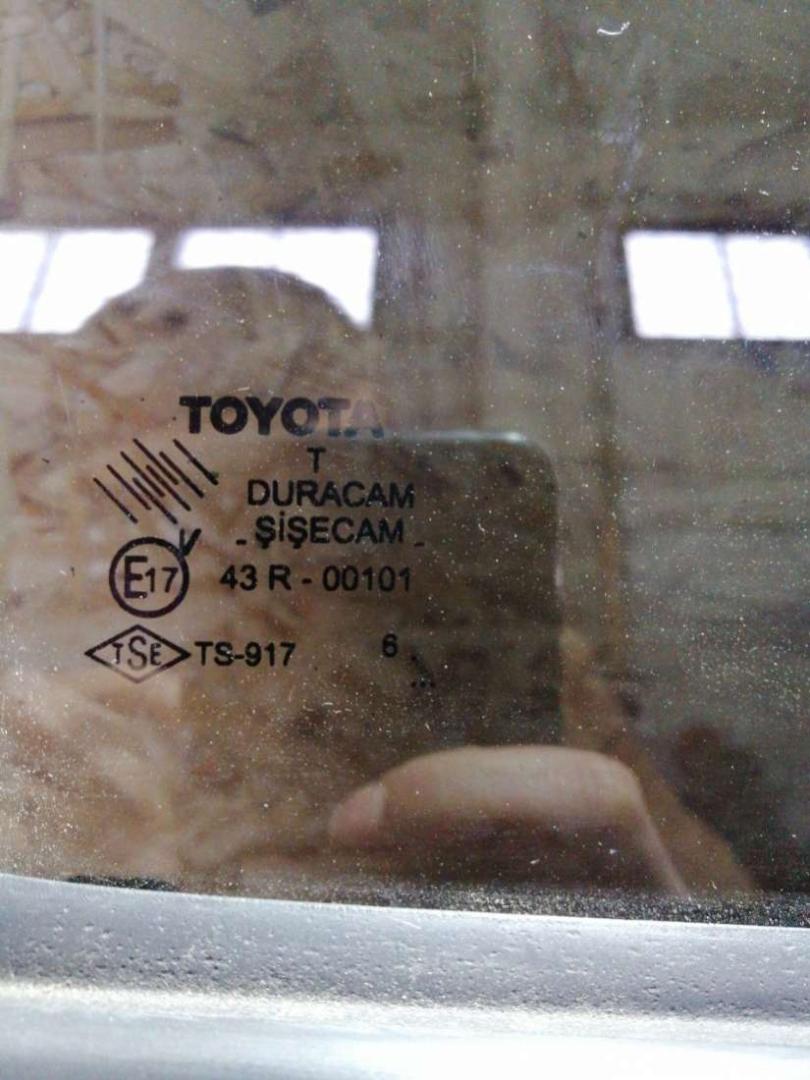 TOYOTA
T
DURACAM
- ŞİŞECAM -
E17 V 43 R - 00101
TSE TS-917 6 .
...